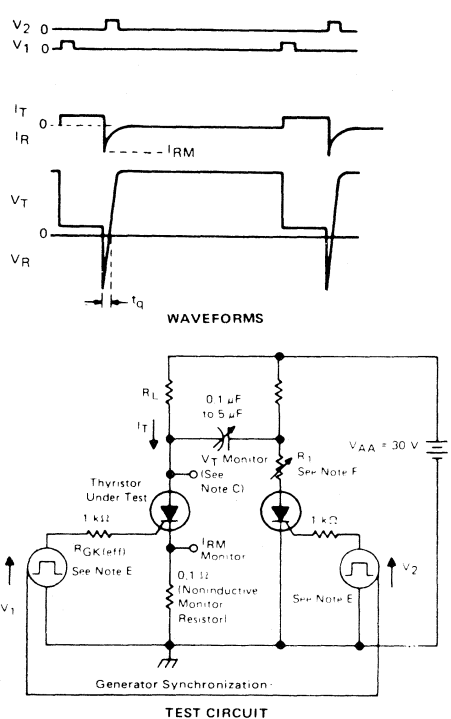 V2 0
V1 0
IT
0
IR
IRM
VT
0
VR
tq
WAVEFORMS
RL
0.1 µF
to 5 µF
IT
VAA = 30 V
VT Monitor
(See
Note C)
R1
See Note F
Thyristor
Under Test
1 kΩ
1 kΩ
RGK(eff)
See Note E
IRM
Monitor
V1
0.1 Ω
(Noninductive
Monitor
Resistor)
See Note E
V2
Generator Synchronization
TEST CIRCUIT